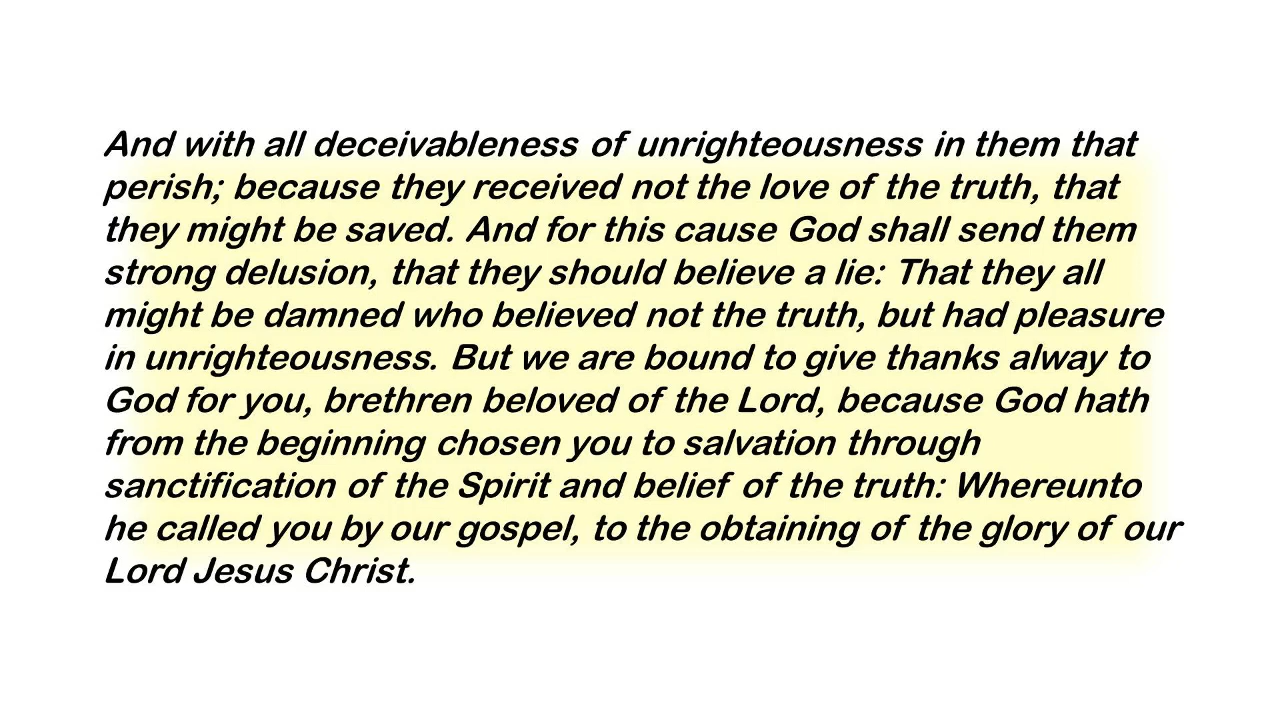 And with all deceivableness of unrighteousness in them that
perish; because they received not the love of the truth, that
they might be saved. And for this cause God shall send them
strong delusion, that they should believe a lie: That they all
might be damned who believed not the truth, but had pleasure
in unrighteousness. But we are bound to give thanks alway to
God for you, brethren beloved of the Lord, because God hath
from the beginning chosen you to salvation through
sanctification of the Spirit and belief of the truth: Whereunto
he called you by our gospel, to the obtaining of the glory of our
Lord Jesus Christ.